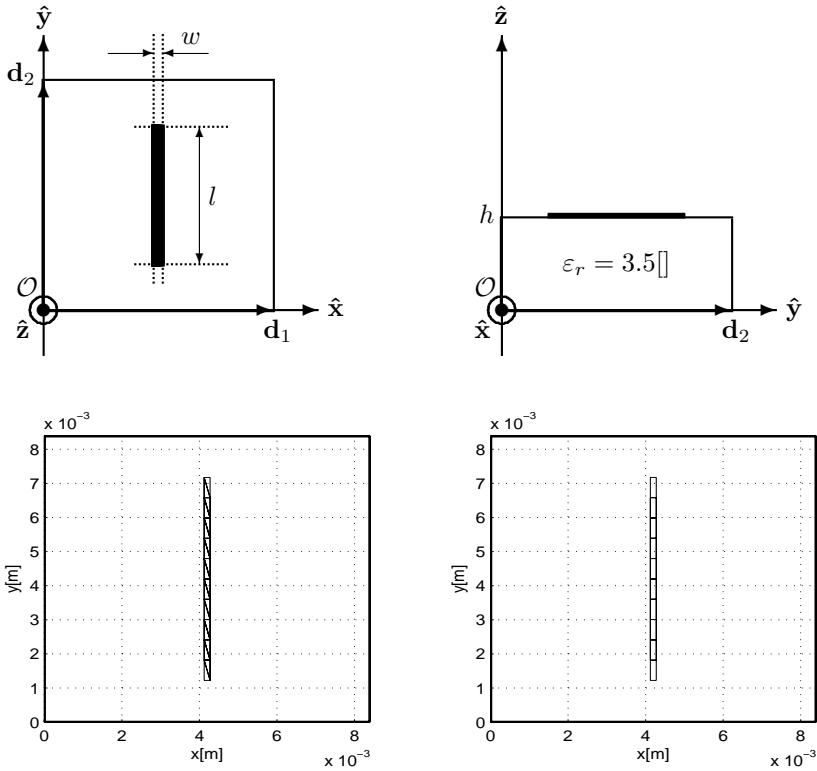 ŷ
w
d₂
l
𝒪
ẑ
x̂
d₁
ẑ
h
εᵣ = 3.5[]
𝒪
x̂
ŷ
d₂
x 10⁻³
8
7
6
5
4
3
2
1
0
y[m]
0 2 4 6 8
x[m]
x 10⁻³
x 10⁻³
8
7
6
5
4
3
2
1
0
y[m]
0 2 4 6 8
x[m]
x 10⁻³